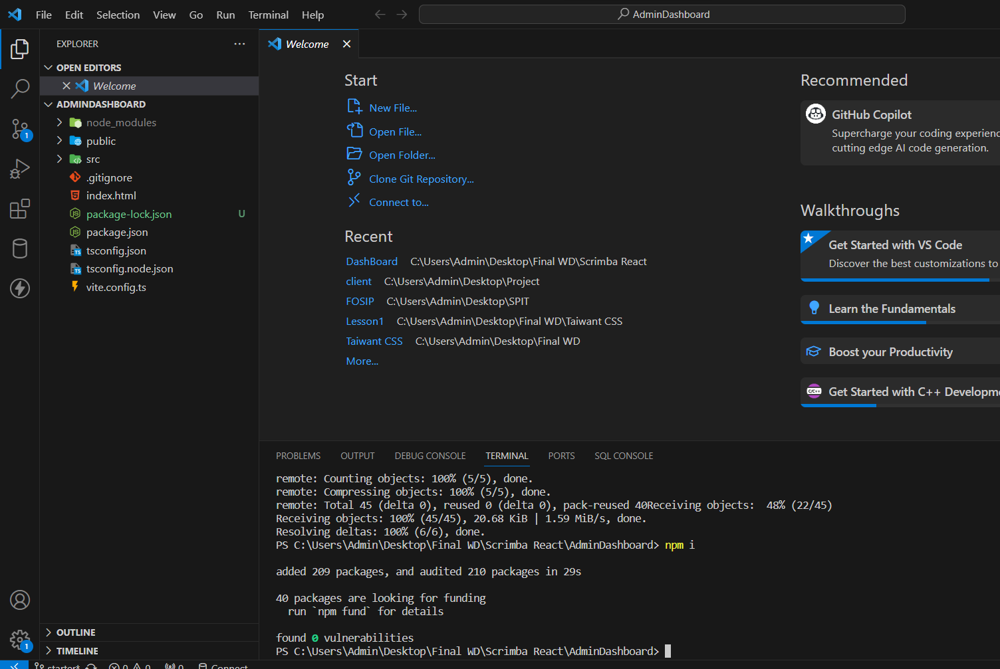 File Edit Selection View Go Run Terminal Help
AdminDashboard
EXPLORER
OPEN EDITORS
Welcome
ADMINDASHBOARD
node_modules
public
src
.gitignore
index.html
package-lock.json U
package.json
tsconfig.json
tsconfig.node.json
vite.config.ts
OUTLINE
TIMELINE
1
1
Welcome
Start
New File...
Open File...
Open Folder...
Clone Git Repository...
Connect to...
Recent
DashBoard C:\Users\Admin\Desktop\Final WD\Scrimba React
client C:\Users\Admin\Desktop\Project
FOSIP C:\Users\Admin\Desktop\SPIT
Lesson1 C:\Users\Admin\Desktop\Final WD\Taiwant CSS
Taiwant CSS C:\Users\Admin\Desktop\Final WD
More...
Recommended
GitHub Copilot
Supercharge your coding experienc
cutting edge AI code generation.
Walkthroughs
Get Started with VS Code
Discover the best customizations to
Learn the Fundamentals
Boost your Productivity
C/C++
Get Started with C++ Developme
PROBLEMS OUTPUT DEBUG CONSOLE TERMINAL PORTS SQL CONSOLE
remote: Counting objects: 100% (5/5), done.
remote: Compressing objects: 100% (5/5), done.
remote: Total 45 (delta 0), reused 0 (delta 0), pack-reused 40Receiving objects:  48% (22/45)
Receiving objects: 100% (45/45), 20.68 KiB | 1.59 MiB/s, done.
Resolving deltas: 100% (6/6), done.
PS C:\Users\Admin\Desktop\Final WD\Scrimba React\AdminDashboard> npm i
added 209 packages, and audited 210 packages in 29s
40 packages are looking for funding
run `npm fund` for details
found 0 vulnerabilities
PS C:\Users\Admin\Desktop\Final WD\Scrimba React\AdminDashboard>
starter* 0 0 0 Connect